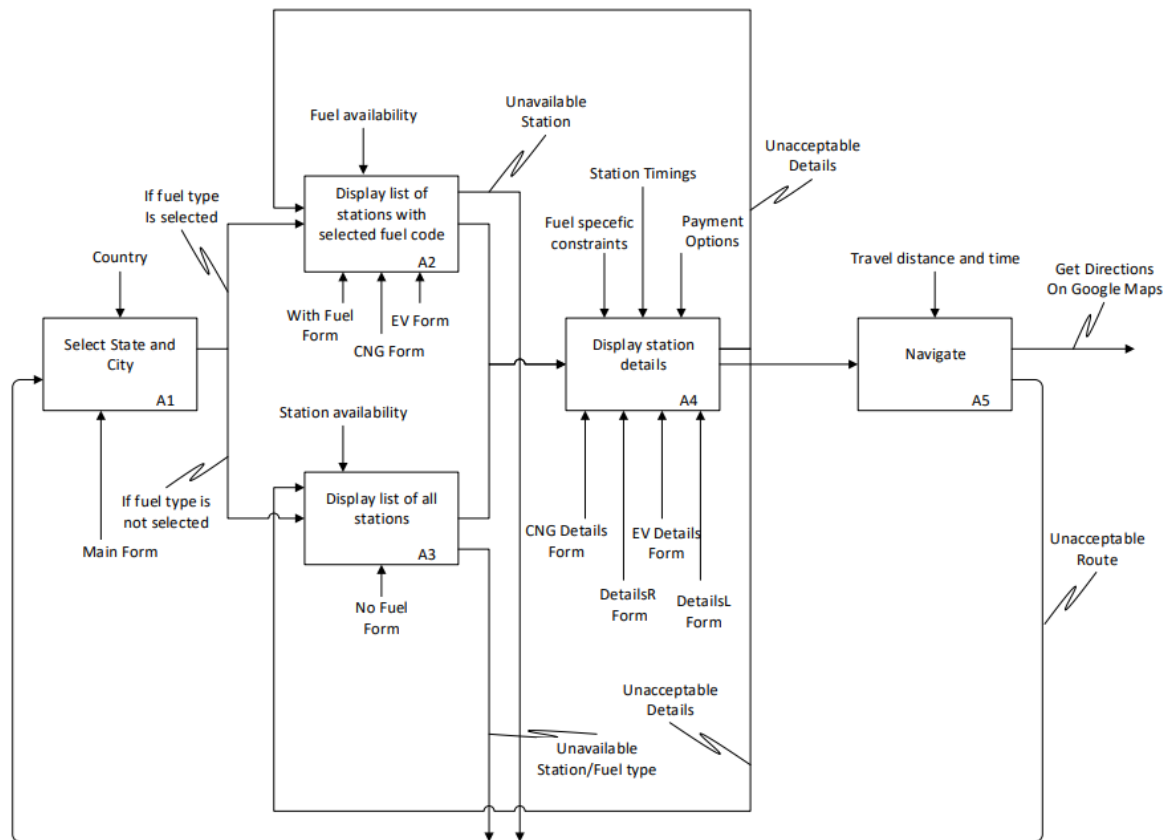 Unavailable
Station
Fuel availability
Unacceptable
Details
Station Timings
If fuel type
Is selected
Display list of
stations with
selected fuel code
A2
Fuel specefic
constraints
Payment
Options
Country
Travel distance and time
Get Directions
On Google Maps
With Fuel
Form
EV Form
CNG Form
Select State and
City
A1
Display station
details
A4
Navigate
A5
Station availability
If fuel type is
not selected
Display list of all
stations
A3
Main Form
CNG Details
Form
EV Details
Form
Unacceptable
Route
No Fuel
Form
DetailsR
Form
DetailsL
Form
Unacceptable
Details
Unavailable
Station/Fuel type